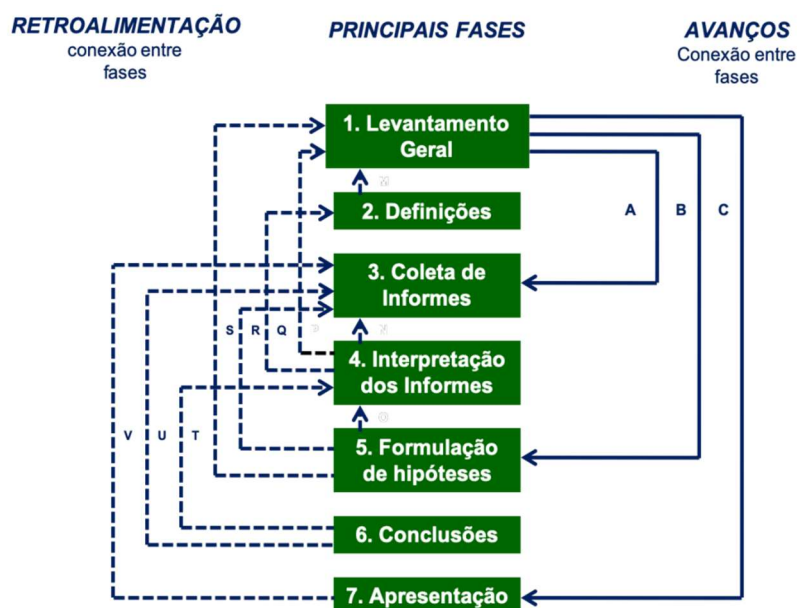 RETROALIMENTAÇÃO
conexão entre
fases
PRINCIPAIS FASES
AVANÇOS
Conexão entre
fases
1. Levantamento
Geral
2. Definições
A
B
C
3. Coleta de
Informes
S
R
Q
4. Interpretação
dos Informes
V
U
T
5. Formulação
de hipóteses
6. Conclusões
7. Apresentação